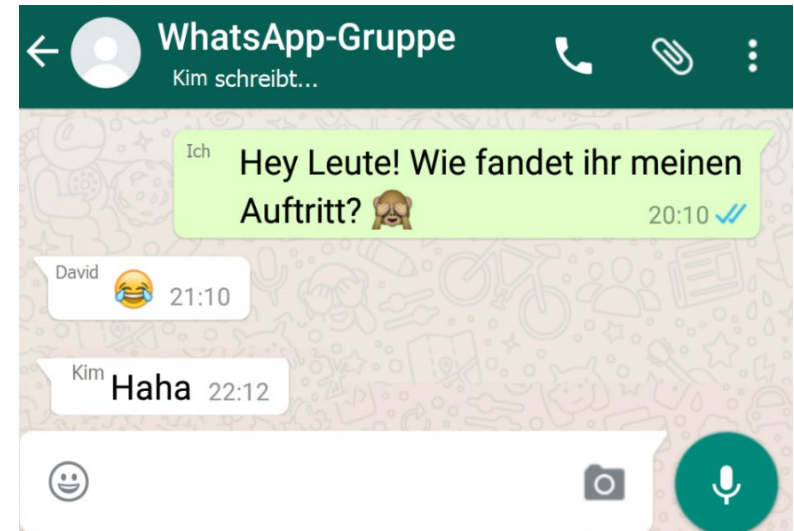 WhatsApp-Gruppe
Kim schreibt...
Ich
Hey Leute! Wie fandet ihr meinen
Auftritt? 🙈 20:10
David 😂 21:10
Kim Haha 22:12